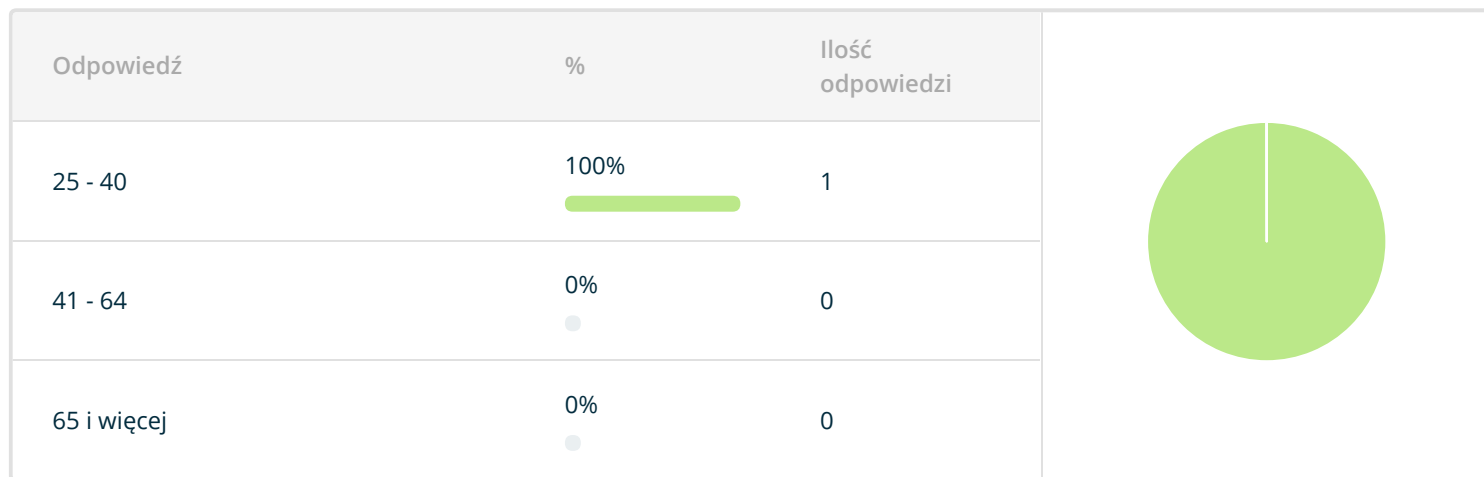 Odpowiedź % Ilość
odpowiedzi
25 - 40 100% 1
41 - 64 0% 0
65 i więcej 0% 0